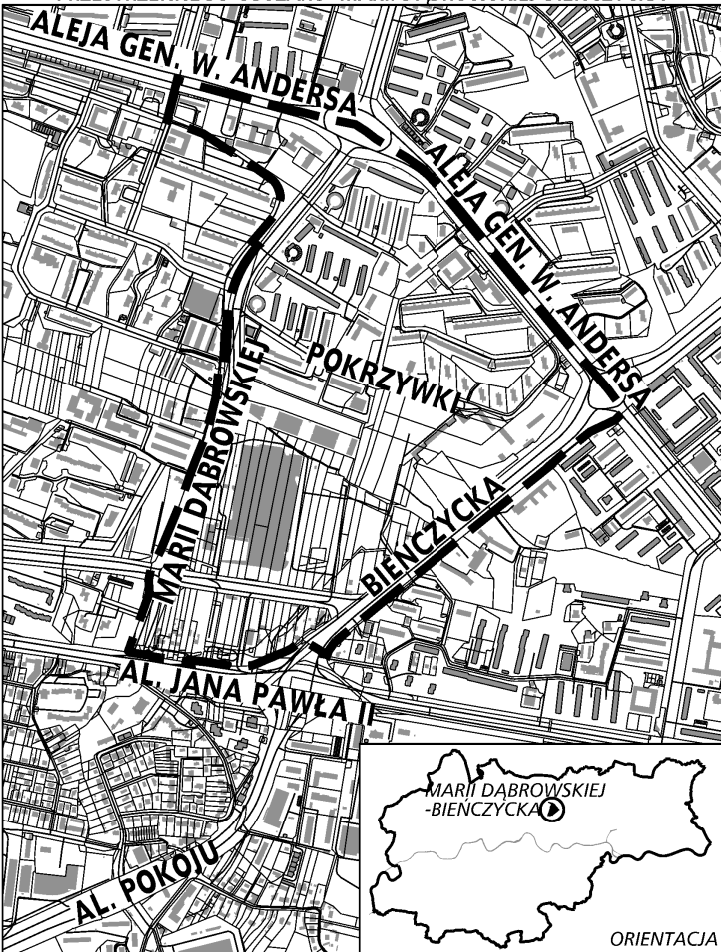 ALEJA GEN. W. ANDERSA
ALEJA GEN. W. ANDERSA
POKRZYWKI
MARII DĄBROWSKIEJ
BIEŃCZYCKA
AL. JANA PAWŁA II
AL. POKOJU
MARII DĄBROWSKIEJ
-BIEŃCZYCKA
ORIENTACJA